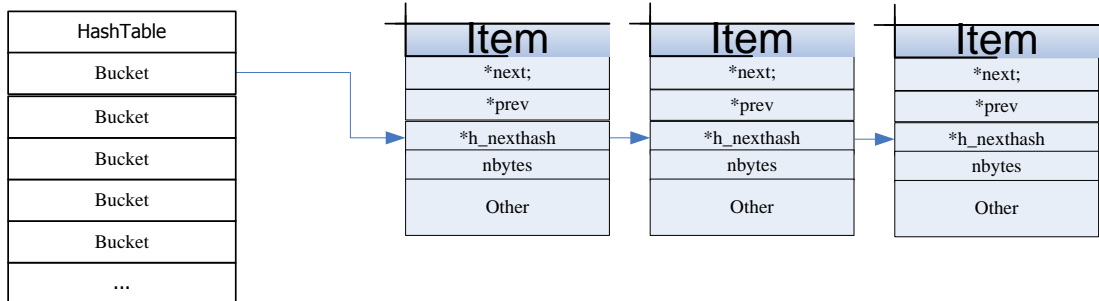 HashTable
Bucket
Bucket
Bucket
Bucket
Bucket
...
Item
*next;
*prev
*h_nexthash
nbytes
Other
Item
*next;
*prev
*h_nexthash
nbytes
Other
Item
*next;
*prev
*h_nexthash
nbytes
Other